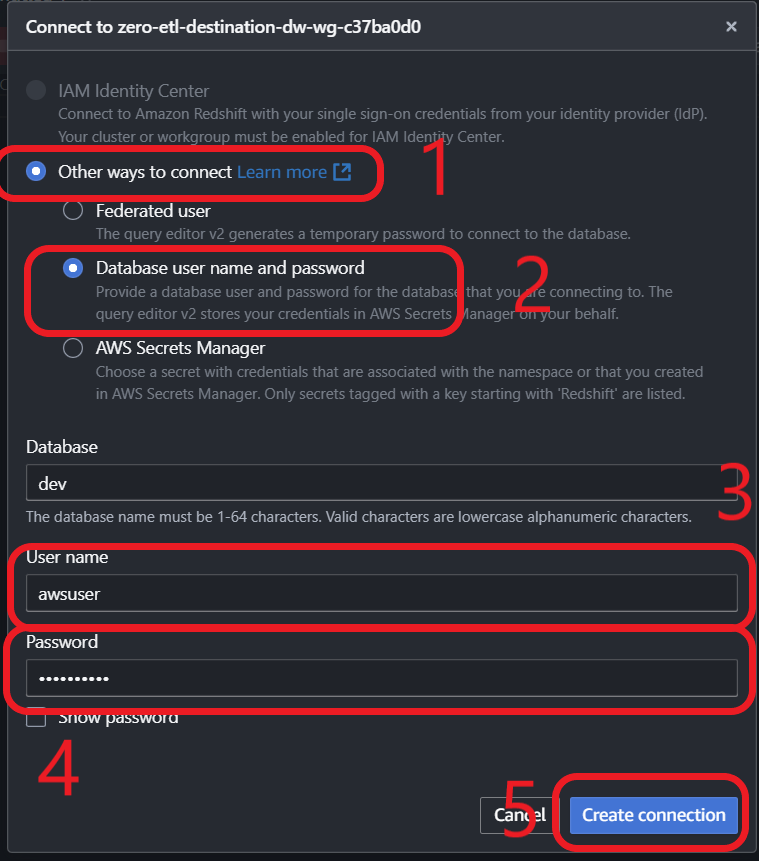 Connect to zero-etl-destination-dw-wg-c37ba0d0 ×
IAM Identity Center
Connect to Amazon Redshift with your single sign-on credentials from your identity provider (IdP).
Your cluster or workgroup must be enabled for IAM Identity Center.
1
Other ways to connect Learn more
Federated user
The query editor v2 generates a temporary password to connect to the database.
Database user name and password
2
Provide a database user and password for the database that you are connecting to. The
query editor v2 stores your credentials in AWS Secrets Manager on your behalf.
AWS Secrets Manager
Choose a secret with credentials that are associated with the namespace or that you created
in AWS Secrets Manager. Only secrets tagged with a key starting with 'Redshift' are listed.
Database
dev
3
The database name must be 1-64 characters. Valid characters are lowercase alphanumeric characters.
User name
awsuser
Password
••••••••••
Show password
4
5
Cancel Create connection